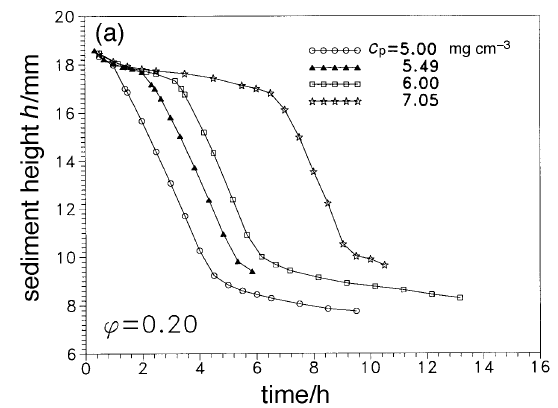 (a)
cp=5.00 mg cm−3
5.49
6.00
7.05
sediment height h/mm
20
18
16
14
12
10
8
6
φ=0.20
0 2 4 6 8 10 12 14 16
time/h